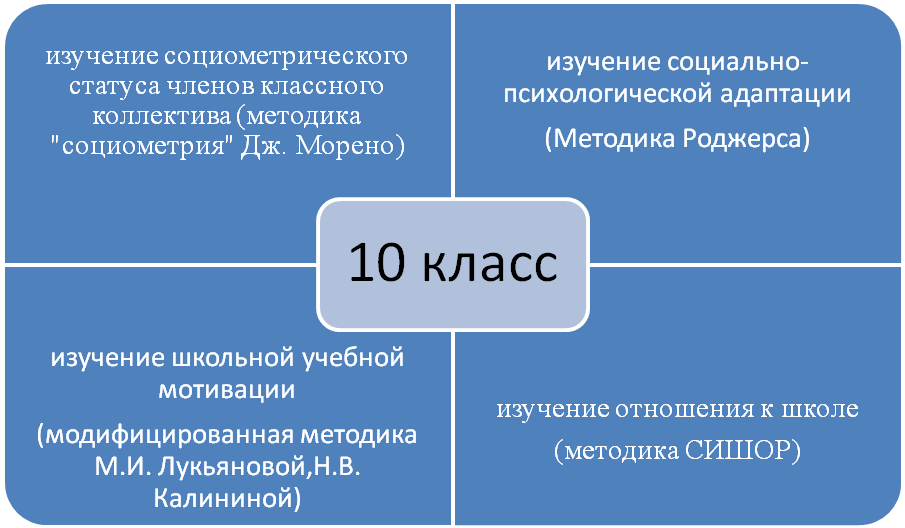 изучение социометрического
статуса членов классного
коллектива (методика
"социометрия" Дж. Морено)
изучение социально-
психологической адаптации
(Методика Роджерса)
10 класс
изучение школьной учебной
мотивации
(модифицированная методика
М.И. Лукьяновой,Н.В.
Калининой)
изучение отношения к школе
(методика СИШОР)